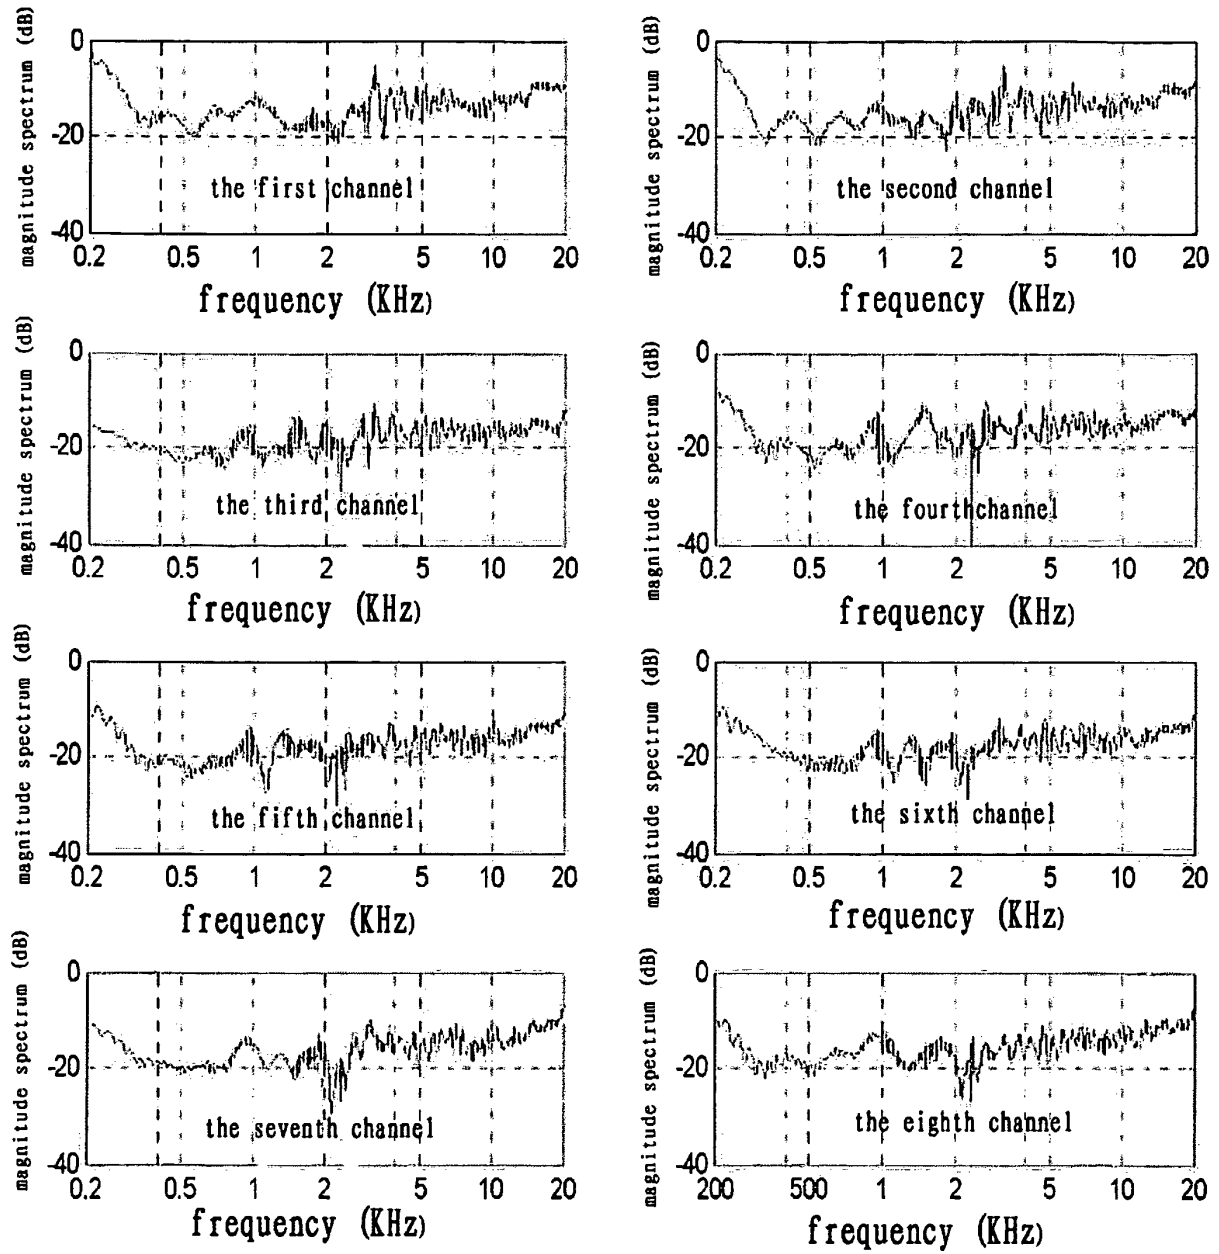 magnitude spectrum (dB)
0
-20
-40
the first channel
0.2 0.5 1 2 5 10 20
frequency (KHz)
magnitude spectrum (dB)
0
-20
-40
the second channel
0.2 0.5 1 2 5 10 20
frequency (KHz)
magnitude spectrum (dB)
0
-20
-40
the third channel
0.2 0.5 1 2 5 10 20
frequency (KHz)
magnitude spectrum (dB)
0
-20
-40
the fourthchannel
0.2 0.5 1 2 5 10 20
frequency (KHz)
magnitude spectrum (dB)
0
-20
-40
the fifth channel
0.2 0.5 1 2 5 10 20
frequency (KHz)
magnitude spectrum (dB)
0
-20
-40
the sixth channel
0.2 0.5 1 2 5 10 20
frequency (KHz)
magnitude spectrum (dB)
0
-20
-40
the seventh channel
0.2 0.5 1 2 5 10 20
frequency (KHz)
magnitude spectrum (dB)
0
-20
-40
the eighth channel
200 500 1 2 5 10 20
frequency (KHz)